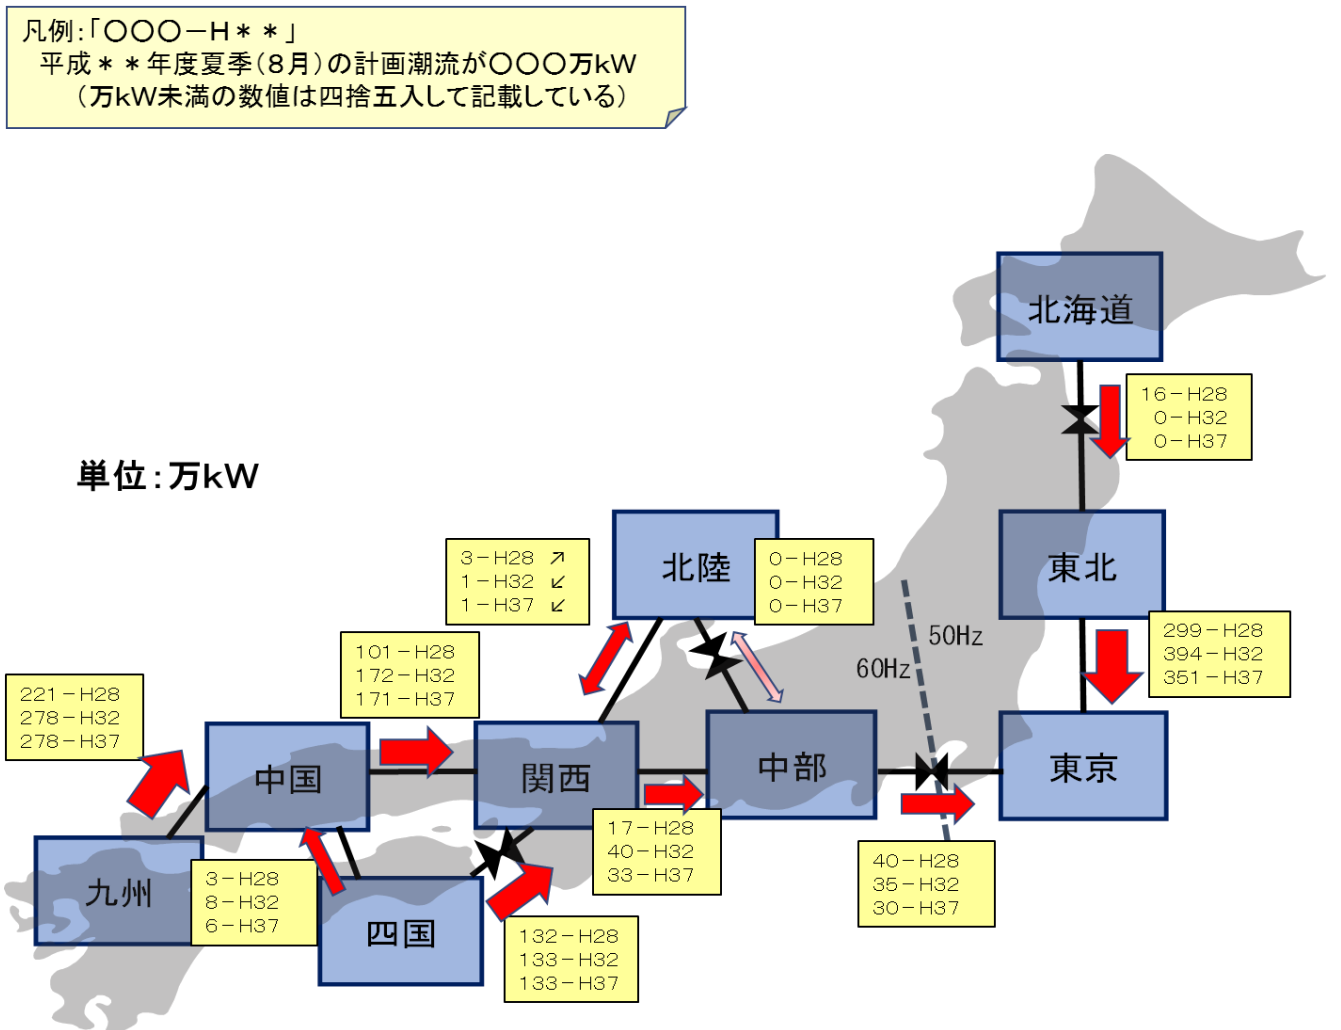 凡例:「〇〇〇－H＊＊」
平成＊＊年度夏季(8月)の計画潮流が〇〇〇万kW
(万kW未満の数値は四捨五入して記載している)
北海道
16－H28
0－H32
0－H37
単位:万kW
北陸
東北
3－H28 ↗
1－H32 ↙
1－H37 ↙
0－H28
0－H32
0－H37
50Hz
60Hz
299－H28
394－H32
351－H37
101－H28
172－H32
171－H37
221－H28
278－H32
278－H37
中国
関西
中部
東京
17－H28
40－H32
33－H37
40－H28
35－H32
30－H37
九州
3－H28
8－H32
6－H37
四国
132－H28
133－H32
133－H37